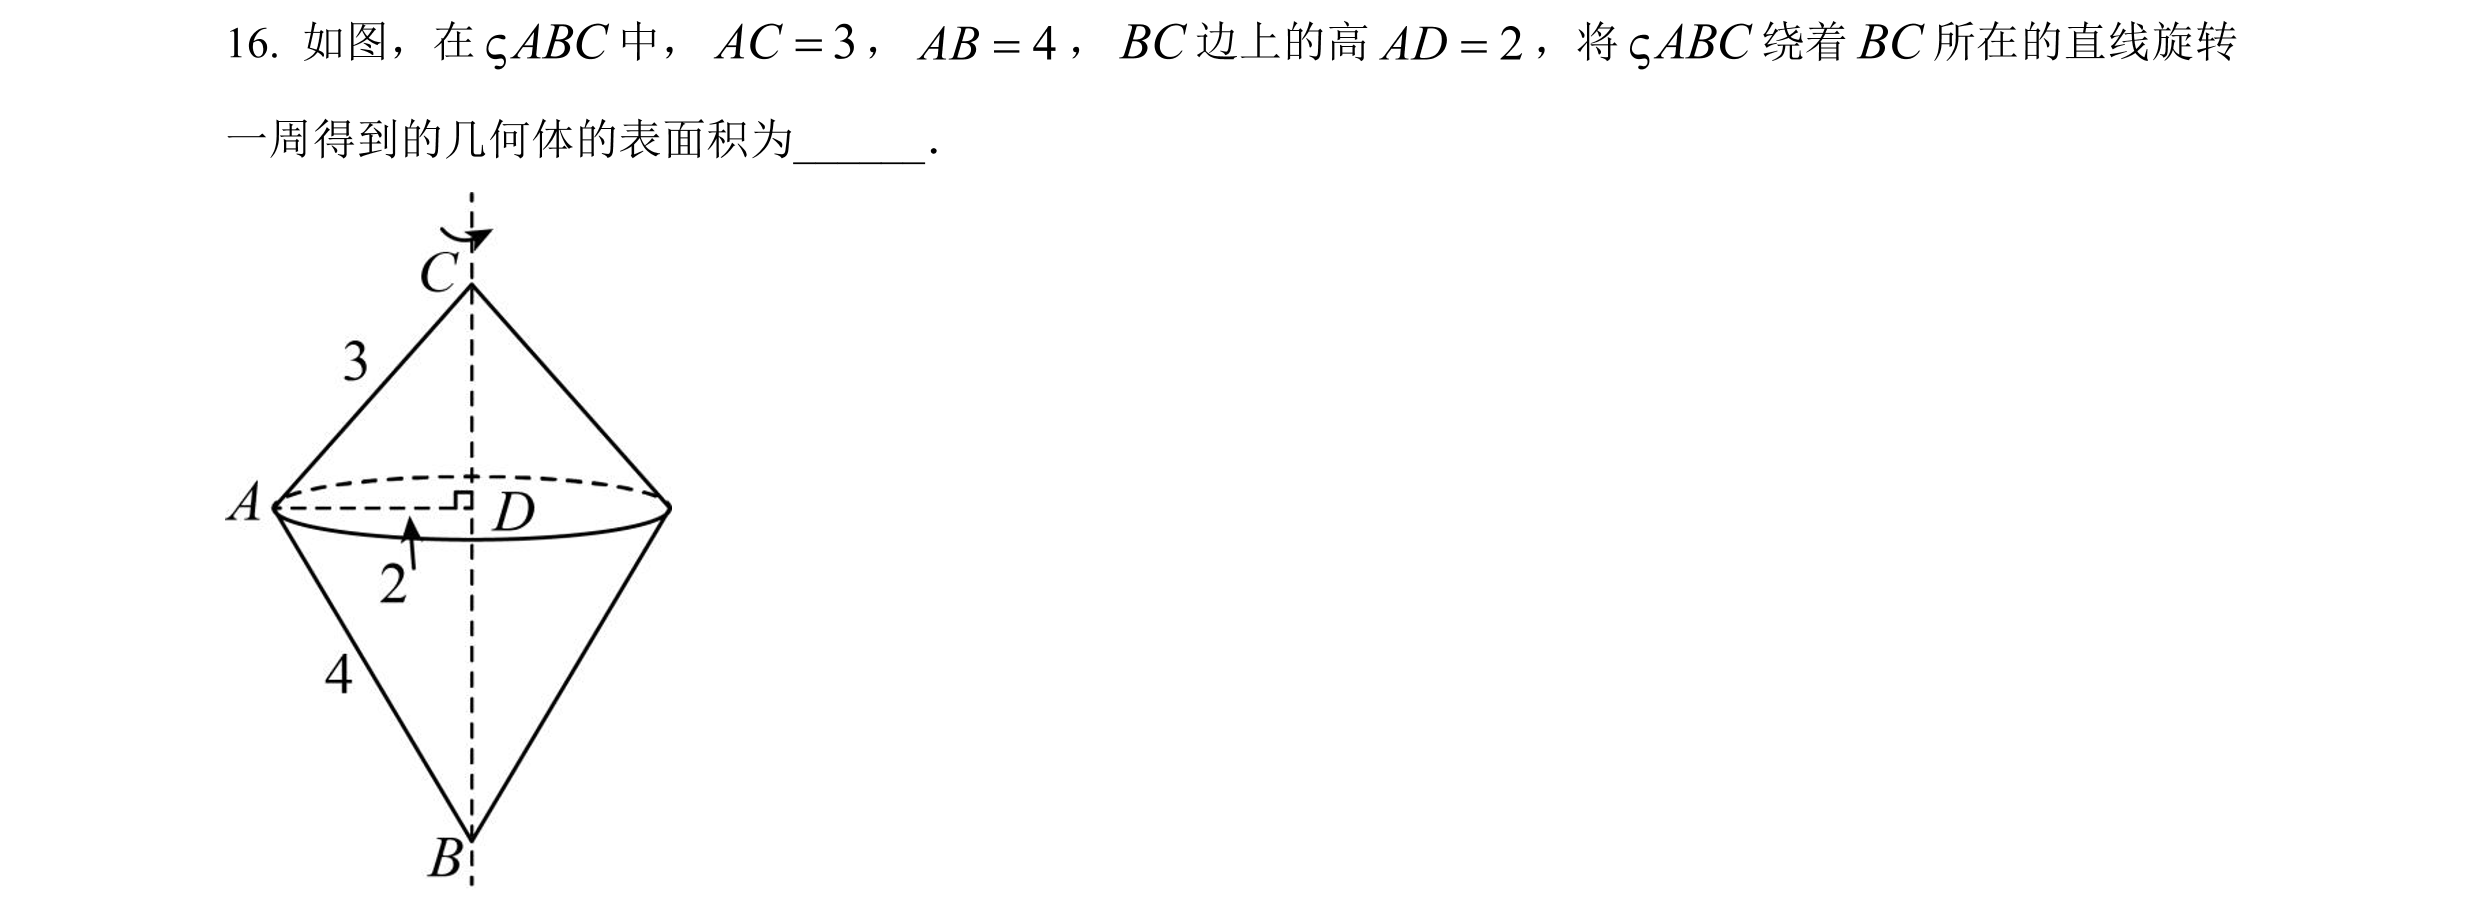 16. 如图，在ςABC中， AC = 3， AB = 4， BC边上的高AD = 2，将ςABC绕着BC所在的直线旋转
一周得到的几何体的表面积为______.
C
3
A
D
2
4
B